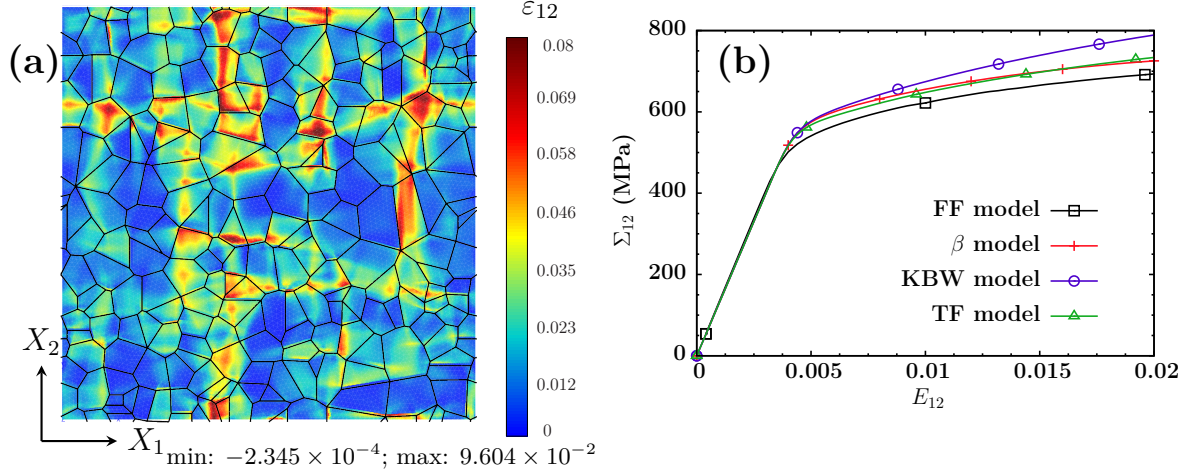 (a)
ε12
0.08
0.069
0.058
0.046
0.035
0.023
0.012
0
X2
X1
min: −2.345 × 10−4; max: 9.604 × 10−2
(b)
800
600
400
200
0
Σ12 (MPa)
FF model
β model
KBW model
TF model
0 0.005 0.01 0.015 0.02
E12